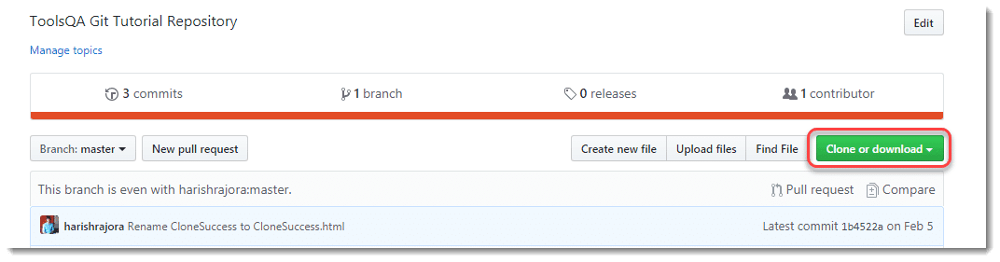 ToolsQA Git Tutorial Repository Edit
Manage topics
3 commits 1 branch 0 releases 1 contributor
Branch: master New pull request Create new file Upload files Find File Clone or download
This branch is even with harishrajora:master. Pull request Compare
harishrajora Rename CloneSuccess to CloneSuccess.html Latest commit 1b4522a on Feb 5